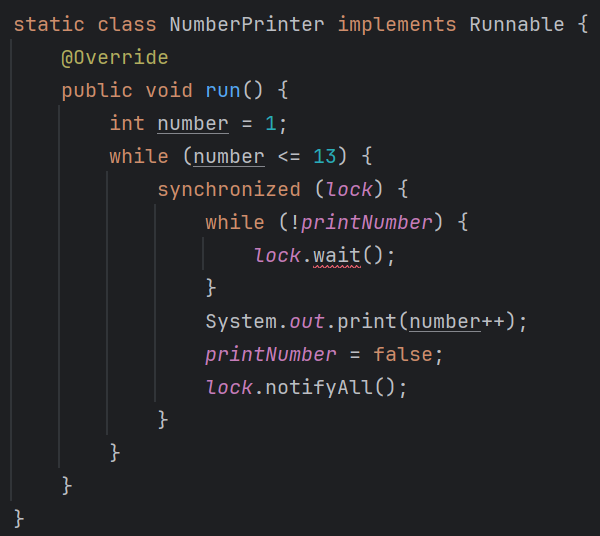 static class NumberPrinter implements Runnable {
    @Override
    public void run() {
        int number = 1;
        while (number <= 13) {
            synchronized (lock) {
                while (!printNumber) {
                    lock.wait();
                }
                System.out.print(number++);
                printNumber = false;
                lock.notifyAll();
            }
        }
    }
}